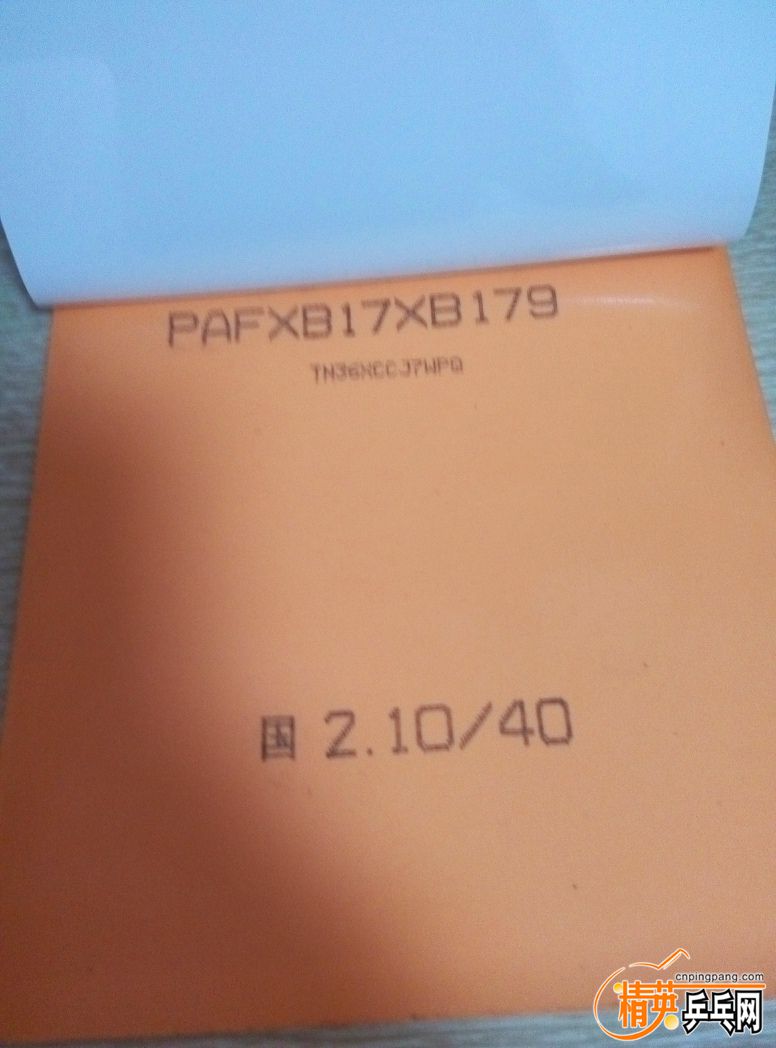 PAFXB17XB179
TN36XCCJ7WPQ
国 2.10/40
cnpingpang.com
精英乒乓网